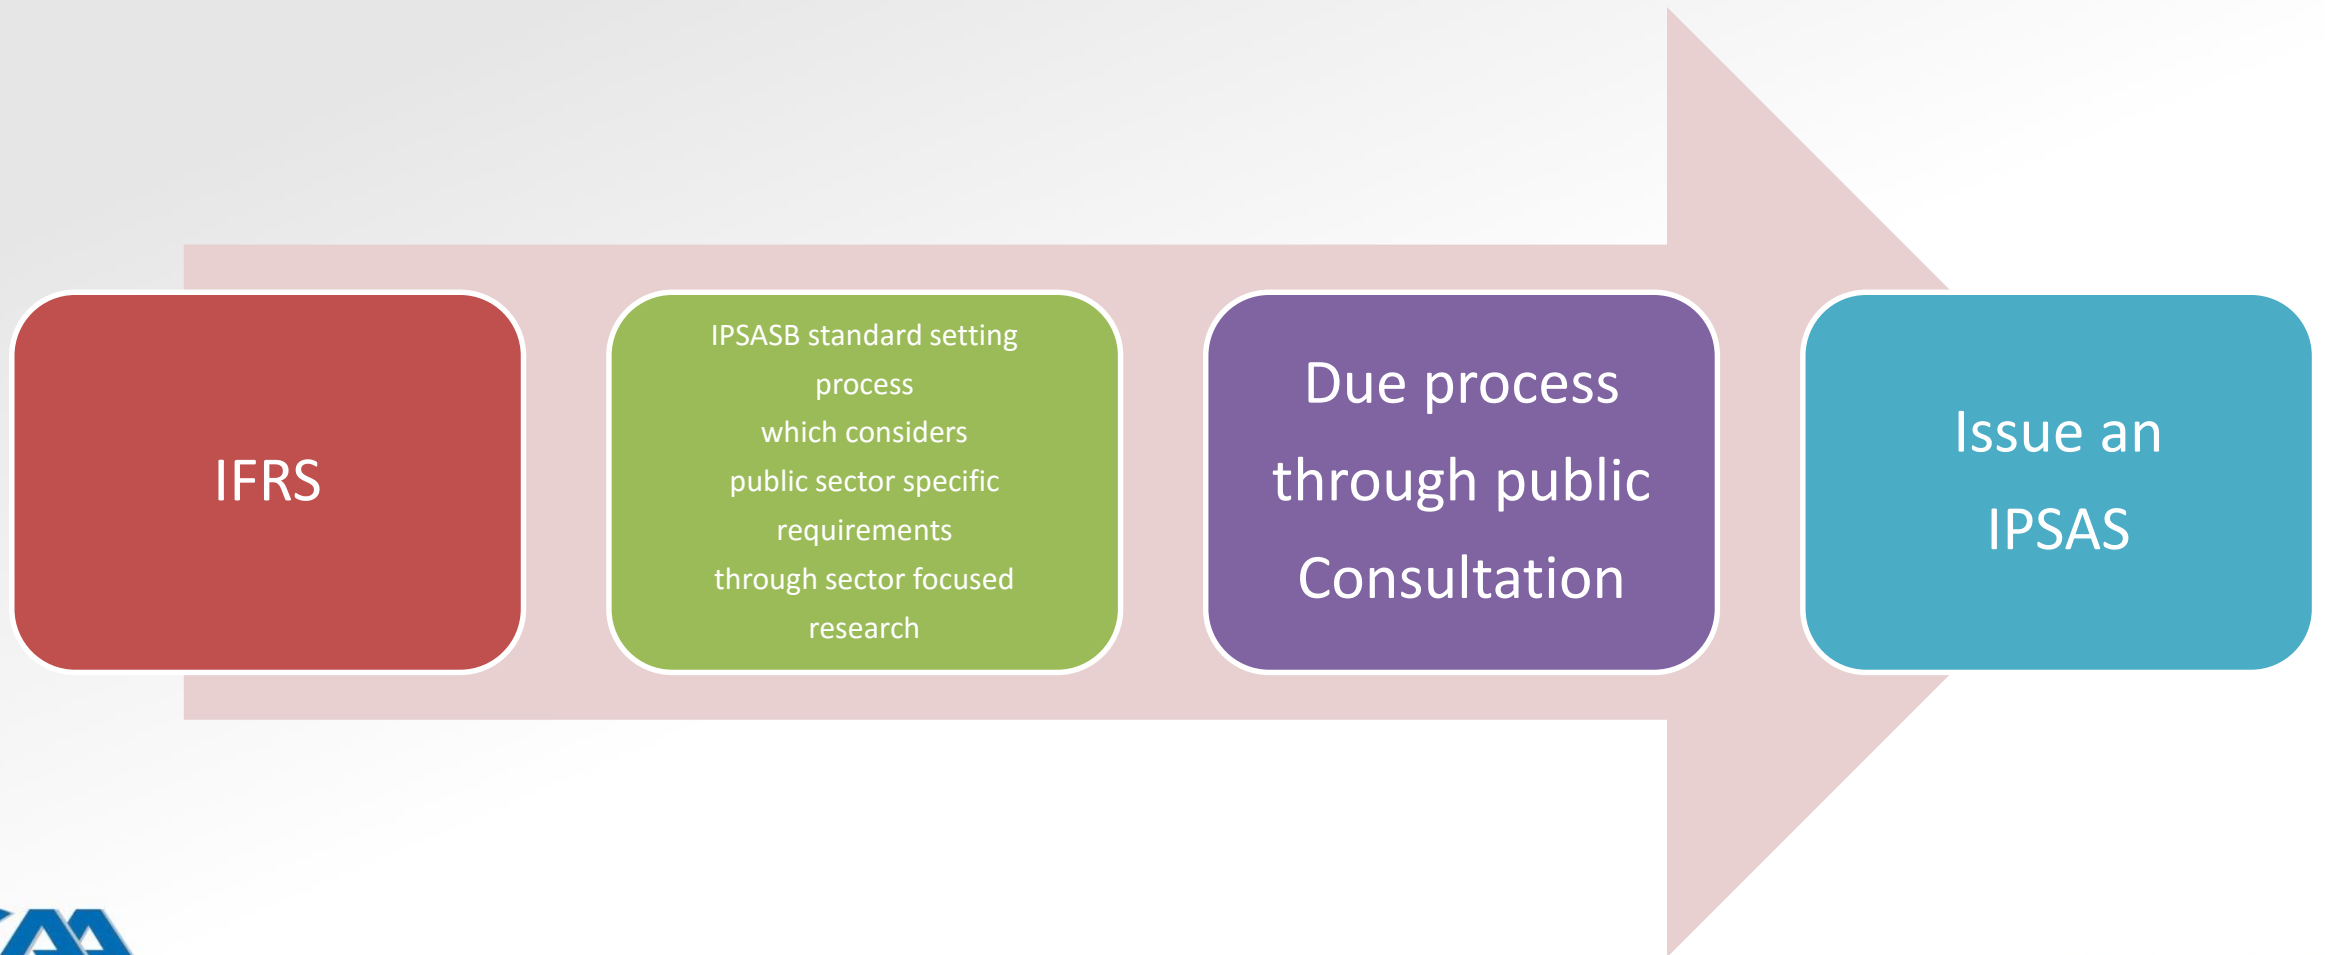 IFRS
IPSASB standard setting
process
which considers
public sector specific
requirements
through sector focused
research
Due process
through public
Consultation
Issue an
IPSAS